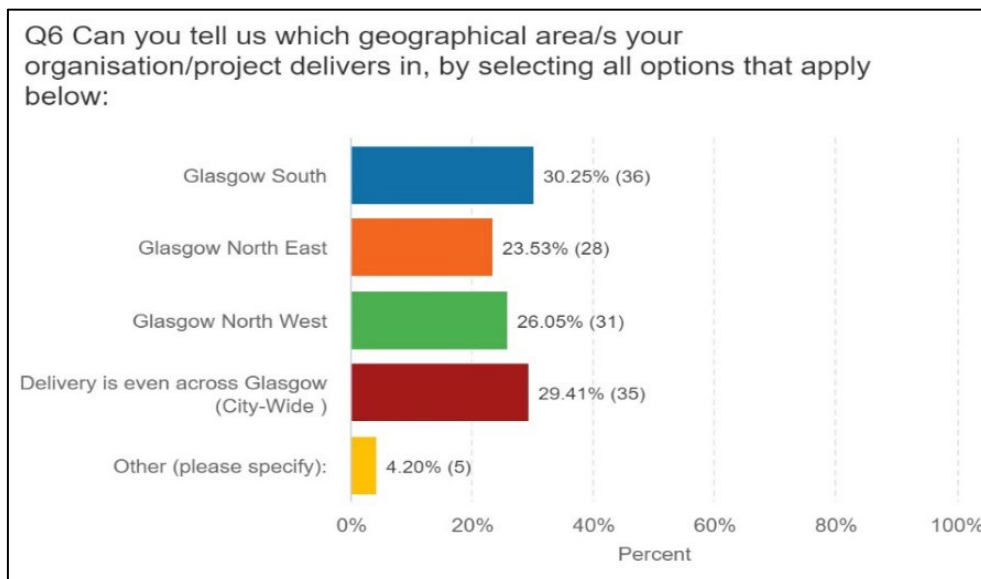 Q6 Can you tell us which geographical area/s your
organisation/project delivers in, by selecting all options that apply
below:
Glasgow South
30.25% (36)
Glasgow North East
23.53% (28)
Glasgow North West
26.05% (31)
Delivery is even across Glasgow
(City-Wide )
29.41% (35)
Other (please specify):
4.20% (5)
0% 20% 40% 60% 80% 100%
Percent